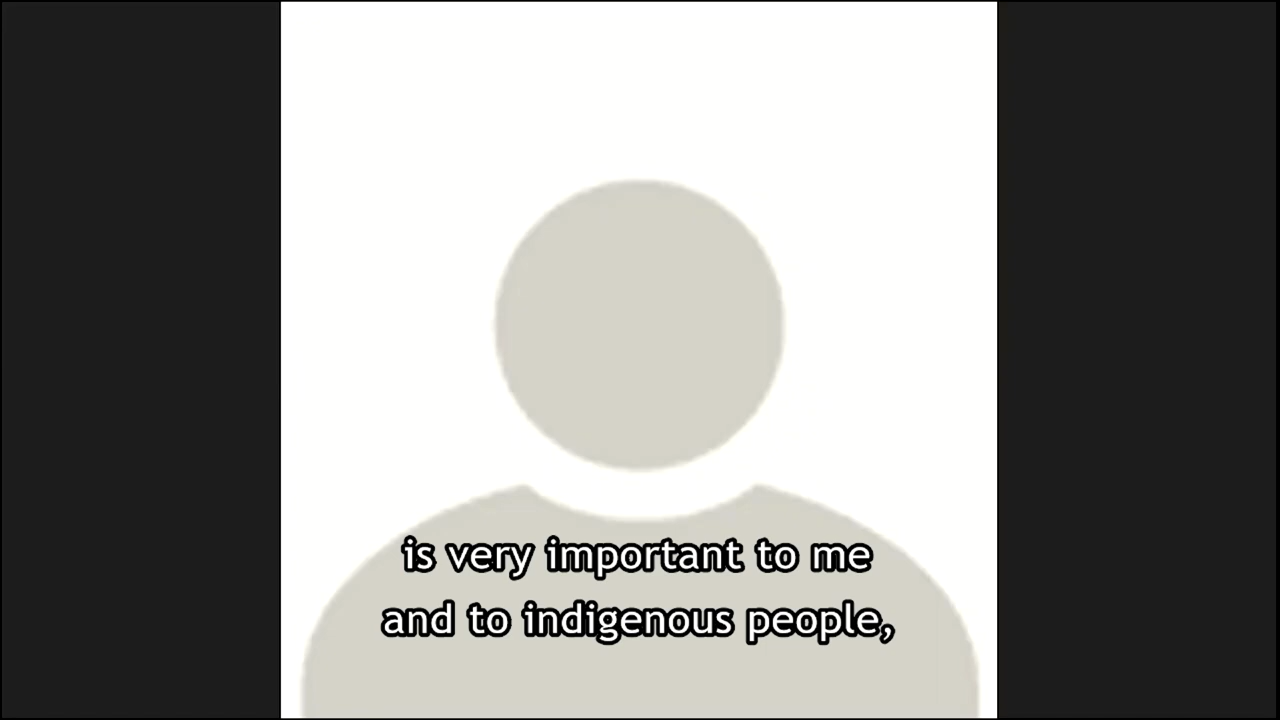 is very important to me
and to indigenous people,